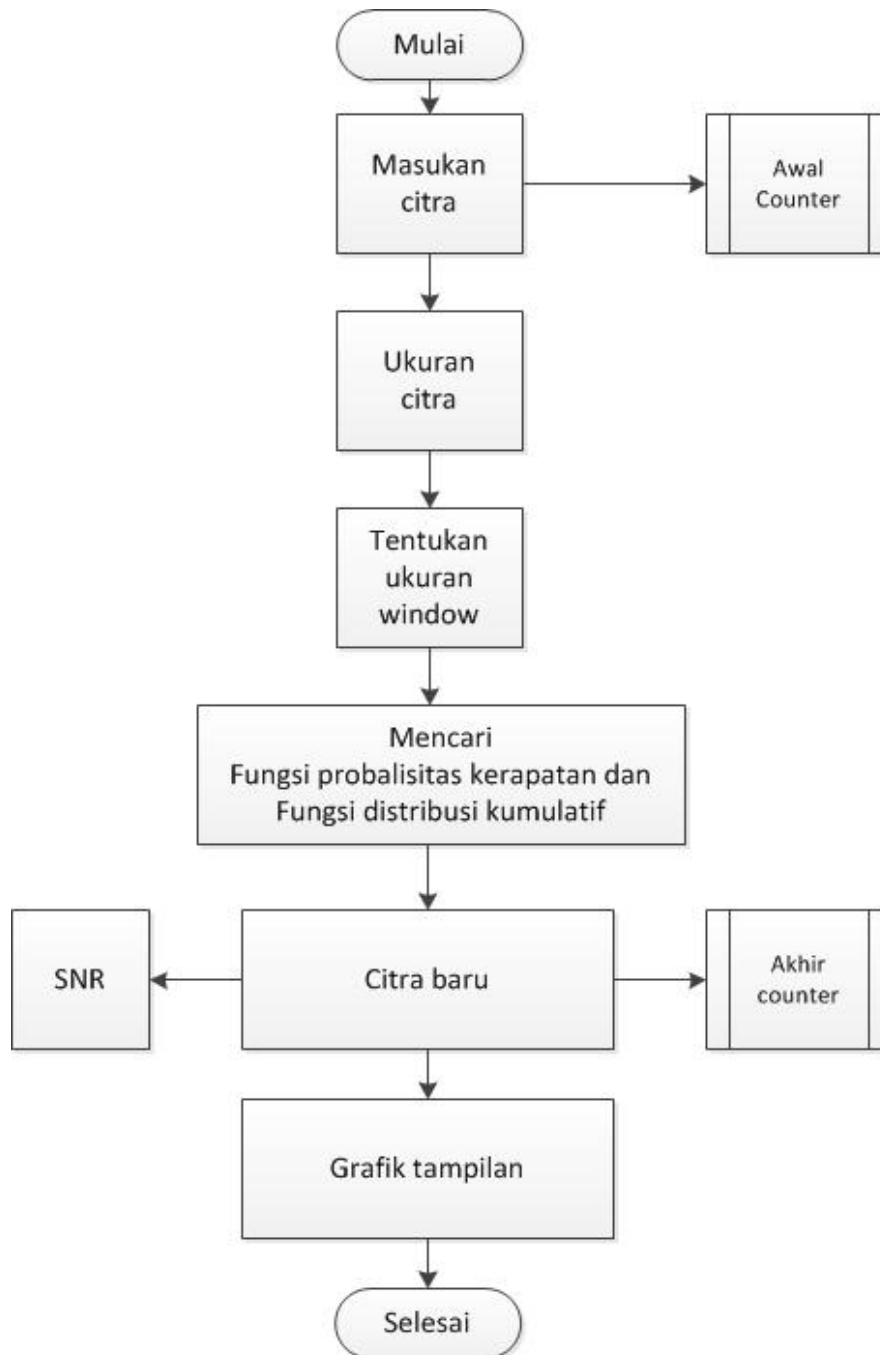 Mulai
Masukan
citra
Awal
Counter
Ukuran
citra
Tentukan
ukuran
window
Mencari
Fungsi probalisitas kerapatan dan
Fungsi distribusi kumulatif
SNR
Citra baru
Akhir
counter
Grafik tampilan
Selesai